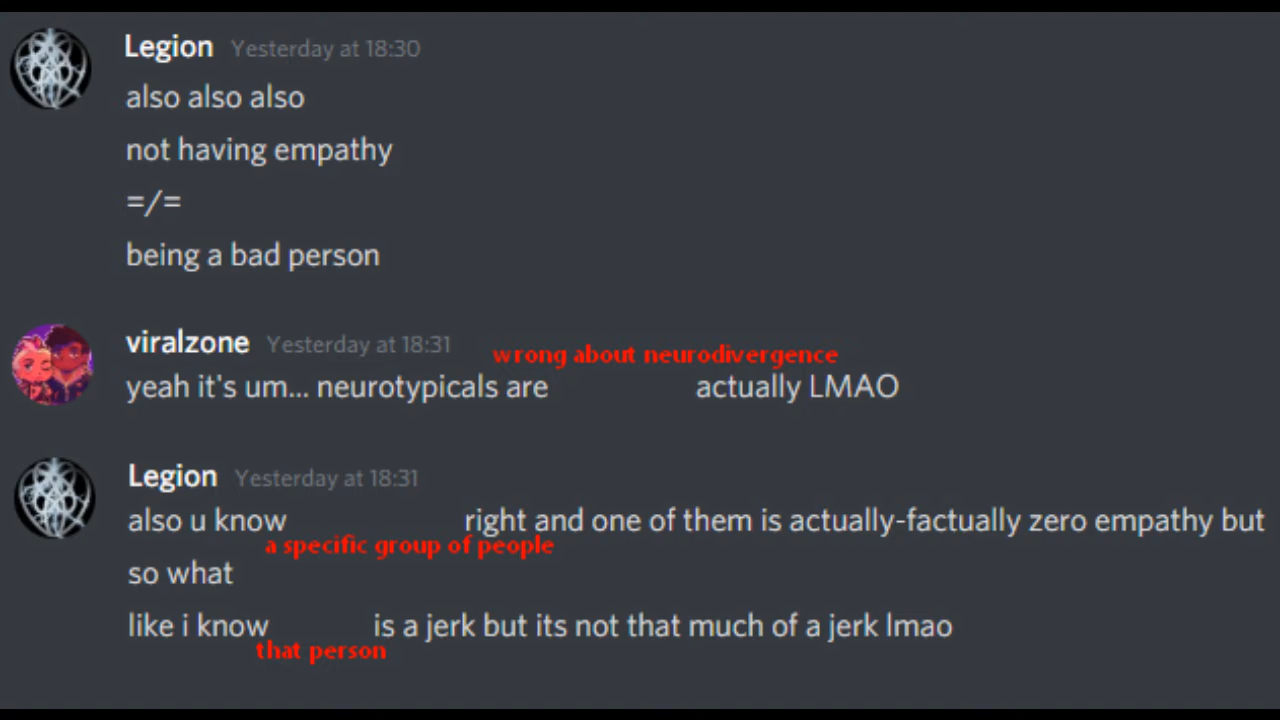 Legion Yesterday at 18:30
also also also
not having empathy
=/=
being a bad person
viralzone Yesterday at 18:31
wrong about neurodivergence
yeah it's um... neurotypicals are actually LMAO
Legion Yesterday at 18:31
also u know right and one of them is actually-factually zero empathy but
a specific group of people
so what
like i know is a jerk but its not that much of a jerk lmao
that person